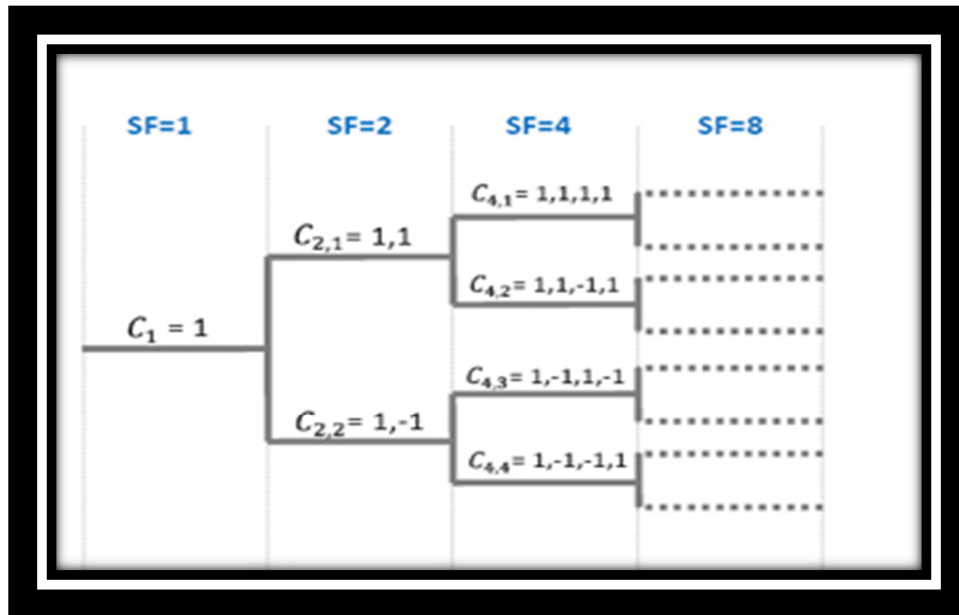 SF=1 SF=2 SF=4 SF=8
C4,1= 1,1,1,1
C2,1= 1,1
C4,2= 1,1,-1,1
C1 = 1
C4,3= 1,-1,1,-1
C2,2= 1,-1
C4,4= 1,-1,-1,1